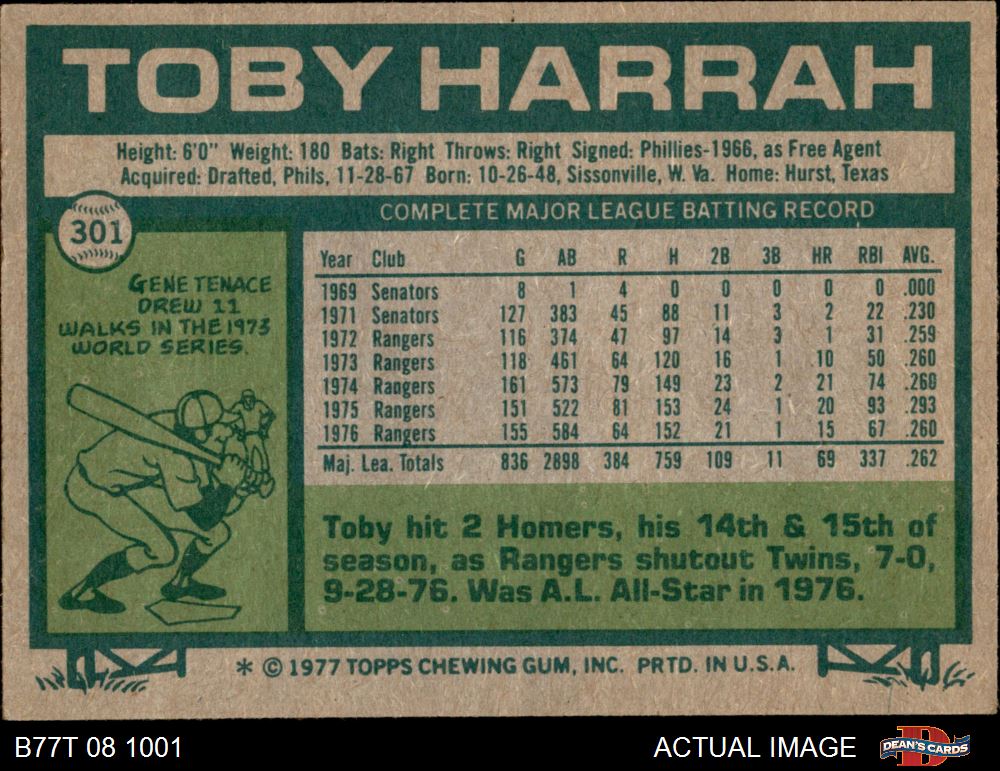 TOBY HARRAH
Height: 6'0" Weight: 180 Bats: Right Throws: Right Signed: Phillies-1966, as Free Agent
Acquired: Drafted, Phils, 11-28-67 Born: 10-26-48, Sissonville, W. Va. Home: Hurst, Texas
301
COMPLETE MAJOR LEAGUE BATTING RECORD
GENE TENACE
DREW 11
WALKS IN THE 1973
WORLD SERIES.
Year Club G AB R H 2B 3B HR RBI AVG.
1969 Senators 8 1 4 0 0 0 0 0 .000
1971 Senators 127 383 45 88 11 3 2 22 .230
1972 Rangers 116 374 47 97 14 3 1 31 .259
1973 Rangers 118 461 64 120 16 1 10 50 .260
1974 Rangers 161 573 79 149 23 2 21 74 .260
1975 Rangers 151 522 81 153 24 1 20 93 .293
1976 Rangers 155 584 64 152 21 1 15 67 .260
Maj. Lea. Totals 836 2898 384 759 109 11 69 337 .262
Toby hit 2 Homers, his 14th & 15th of
season, as Rangers shutout Twins, 7-0,
9-28-76. Was A.L. All-Star in 1976.
* © 1977 TOPPS CHEWING GUM, INC. PRTD. IN U.S.A.
B77T 08 1001
ACTUAL IMAGE
DEAN'S CARDS